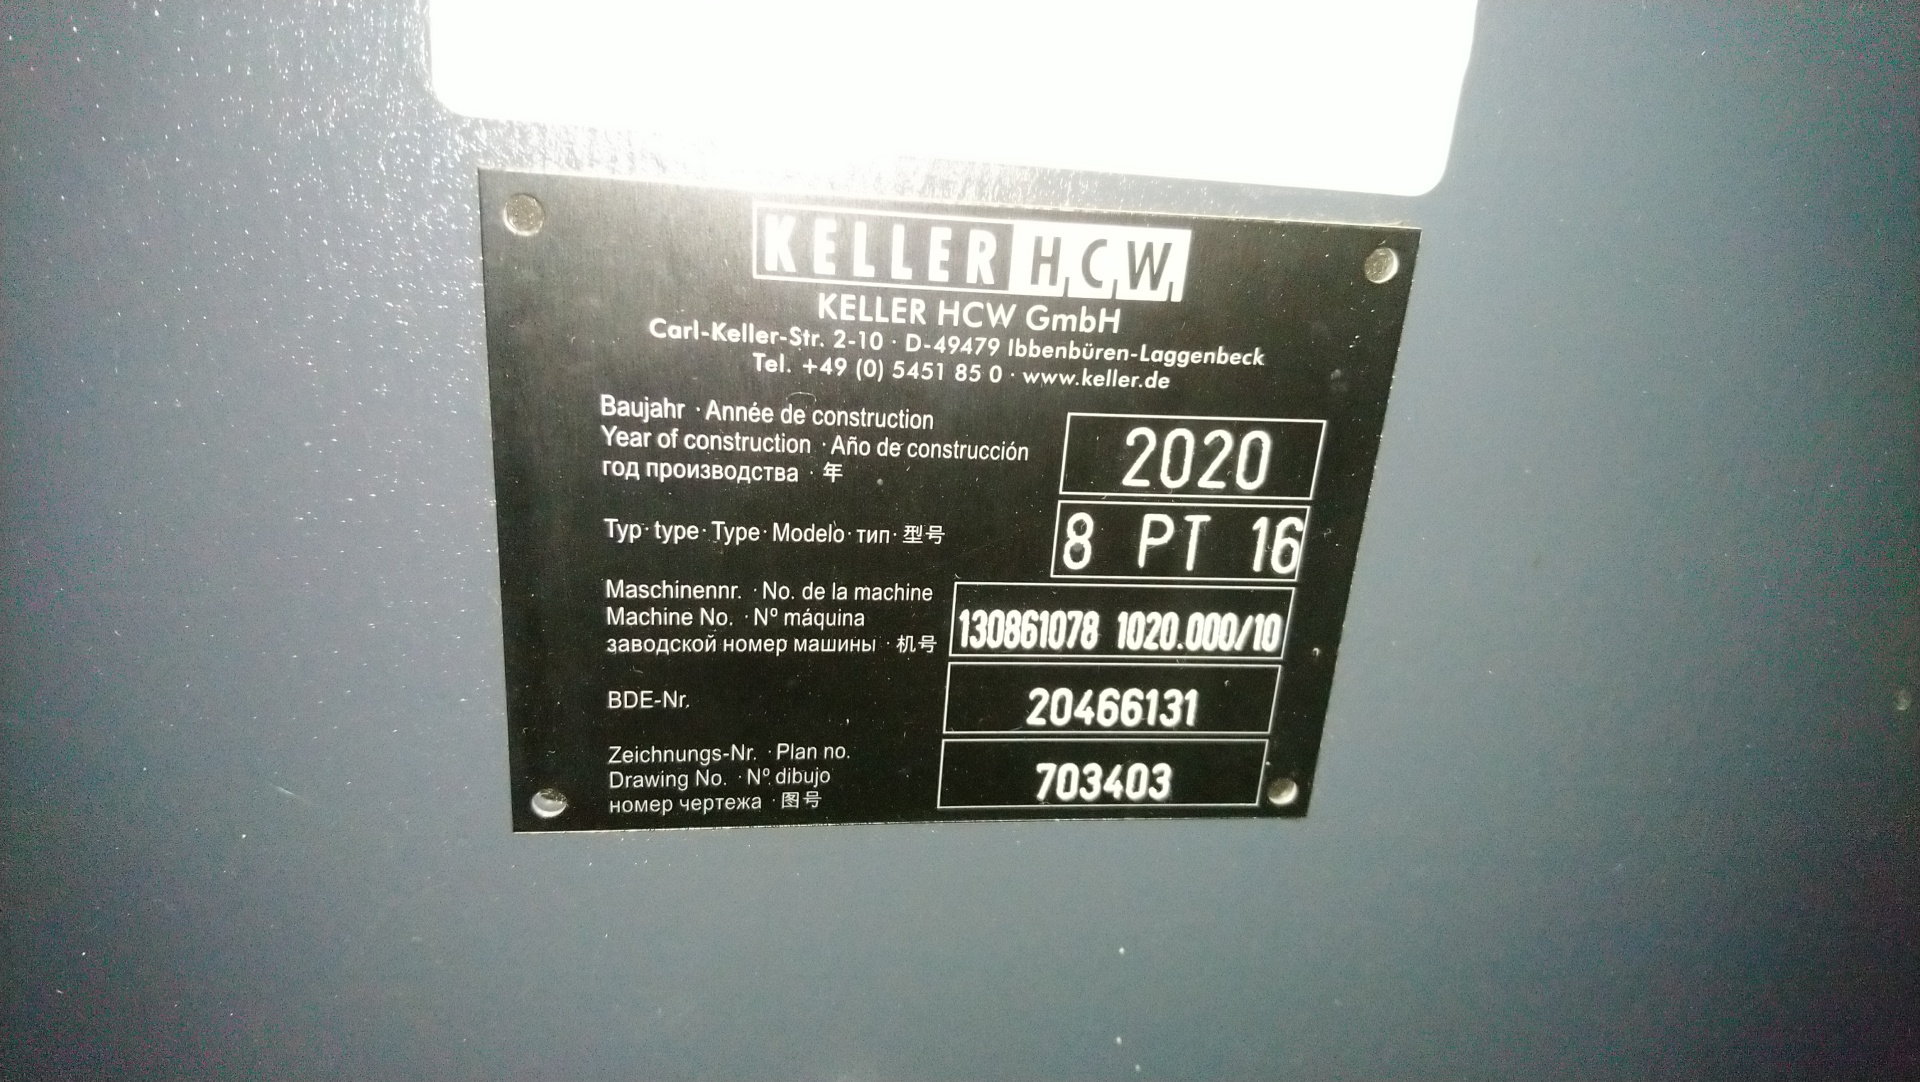 KELLER HCW
KELLER HCW GmbH
Carl-Keller-Str. 2-10 · D-49479 Ibbenbüren-Laggenbeck
Tel. +49 (0) 5451 85 0 · www.keller.de
Baujahr · Année de construction
Year of construction · Año de construcción
год производства · 年
2020
Typ · type · Type · Modelo · тип · 型号
8 PT 16
Maschinennr. · No. de la machine
Machine No. · Nº máquina
заводской номер машины · 机号
130861078 1020.000/10
BDE-Nr.
20466131
Zeichnungs-Nr. · Plan no.
Drawing No. · Nº dibujo
номер чертежа · 图号
703403